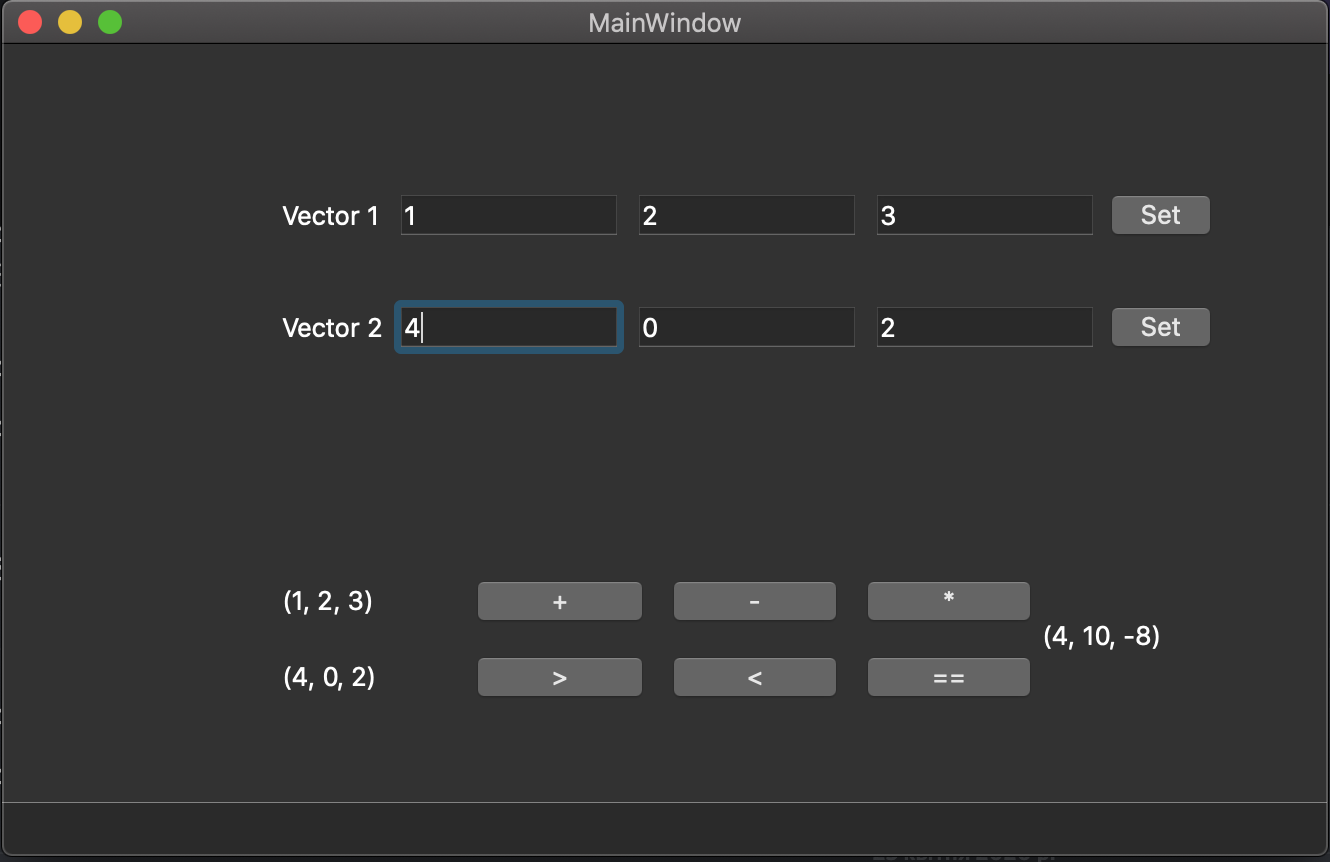 MainWindow
Vector 1 1 2 3 Set
Vector 2 4 0 2 Set
(1, 2, 3) + - *
(4, 10, -8)
(4, 0, 2) > < ==